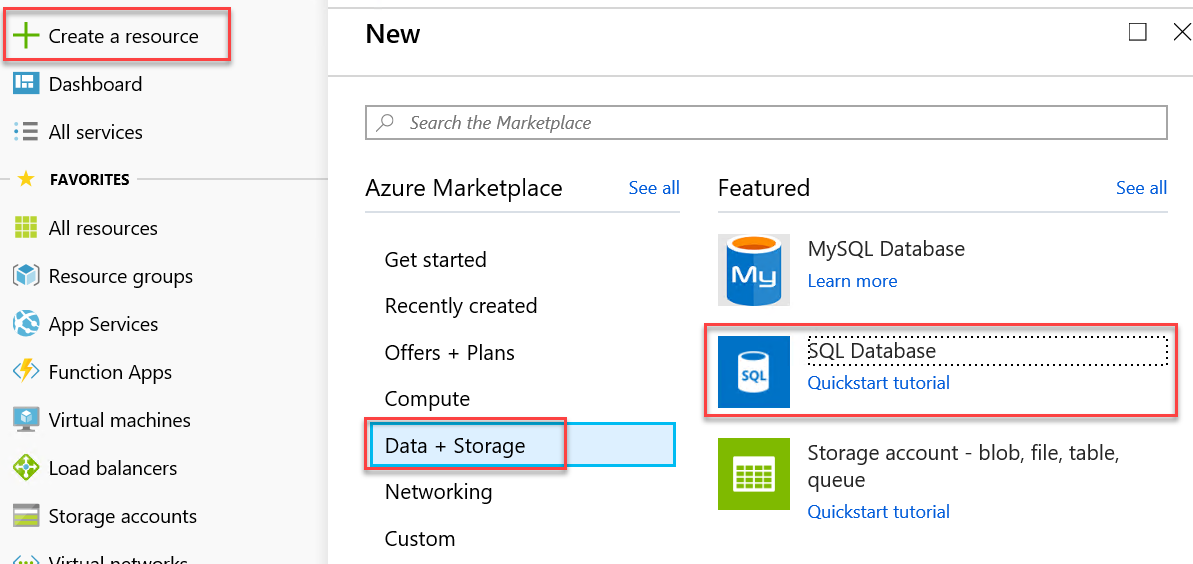 Create a resource
Dashboard
All services
FAVORITES
All resources
Resource groups
App Services
Function Apps
Virtual machines
Load balancers
Storage accounts
Virtual networks
New
Search the Marketplace
Azure Marketplace
See all
Get started
Recently created
Offers + Plans
Compute
Data + Storage
Networking
Custom
Featured
See all
My
MySQL Database
Learn more
SQL
SQL Database
Quickstart tutorial
Storage account - blob, file, table,
queue
Quickstart tutorial